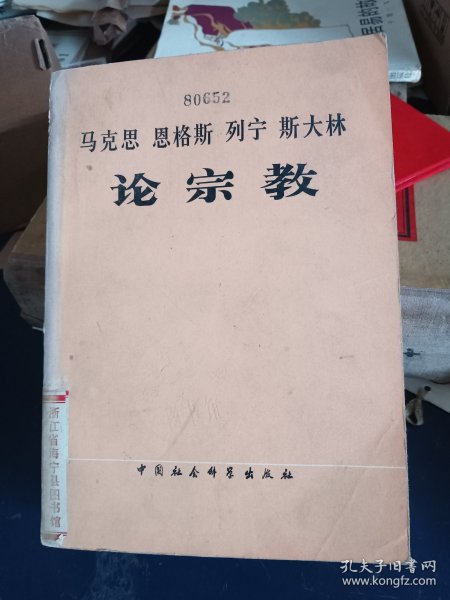 80652
马克思 恩格斯 列宁 斯大林
论宗教
中国社会科学出版社
浙江省海宁县图书馆
孔夫子旧书网
www.kongfz.com